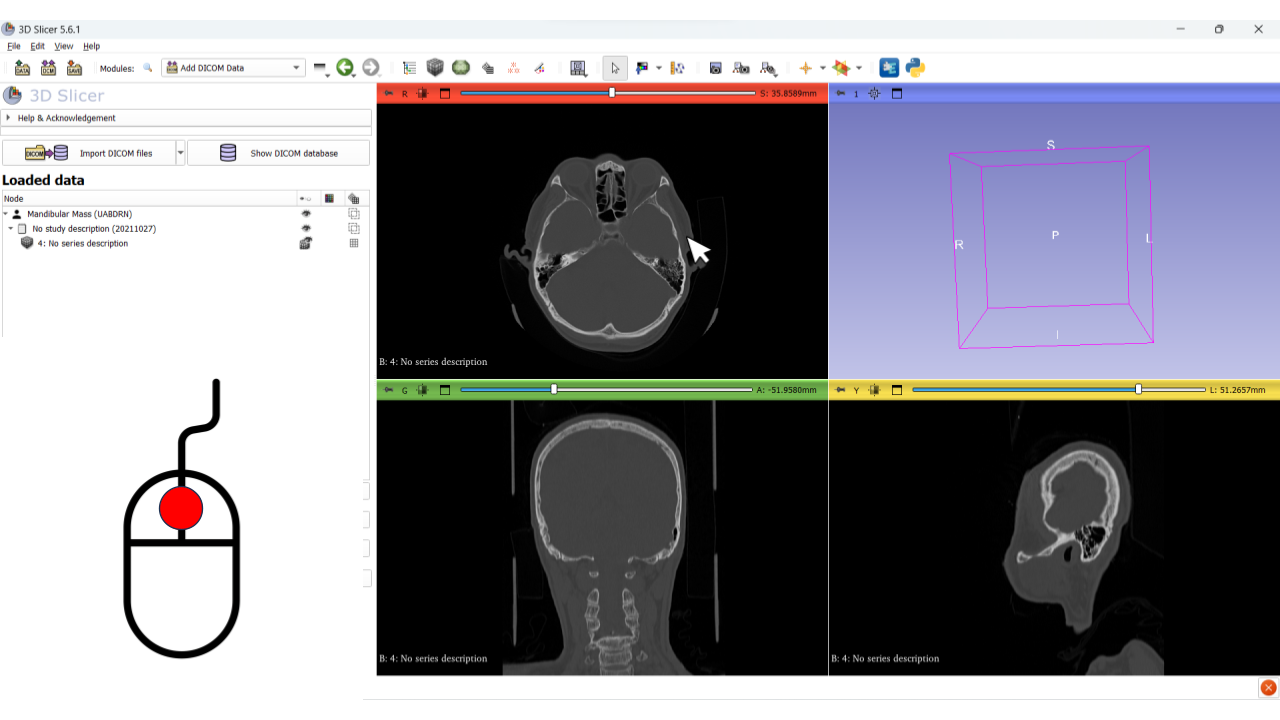 3D Slicer 5.6.1
File Edit View Help
DATA DCM SAVE Modules: Add DICOM Data
3D Slicer
Help & Acknowledgement
DICOM Import DICOM files Show DICOM database
Loaded data
Node
Mandibular Mass (UABDRN)
No study description (20211027)
4: No series description
R S: 35.8589mm
B: 4: No series description
1
S
R P L
I
G A: -51.9580mm
B: 4: No series description
Y L: 51.2657mm
B: 4: No series description